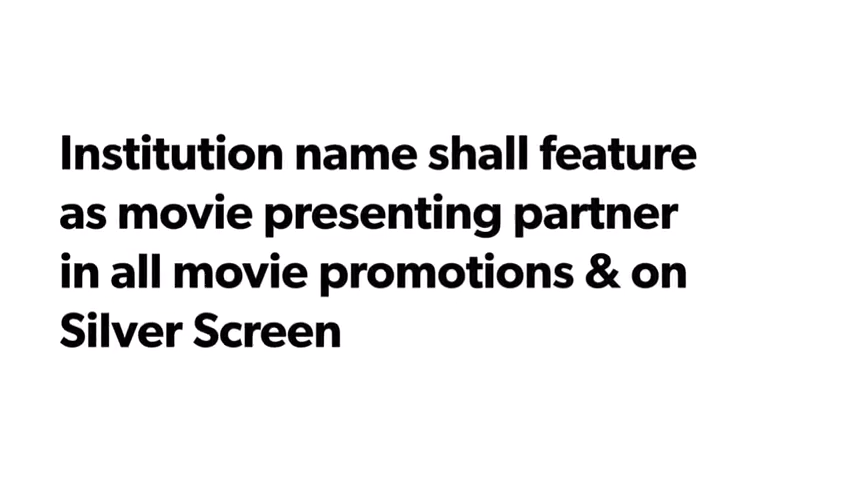 Institution name shall feature
as movie presenting partner
in all movie promotions & on
Silver Screen